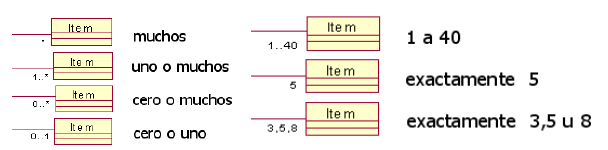 Item
* muchos
Item
1..* uno o muchos
Item
0..* cero o muchos
Item
0..1 cero o uno
Item
1..40 1 a 40
Item
5 exactamente 5
Item
3,5,8 exactamente 3,5 u 8